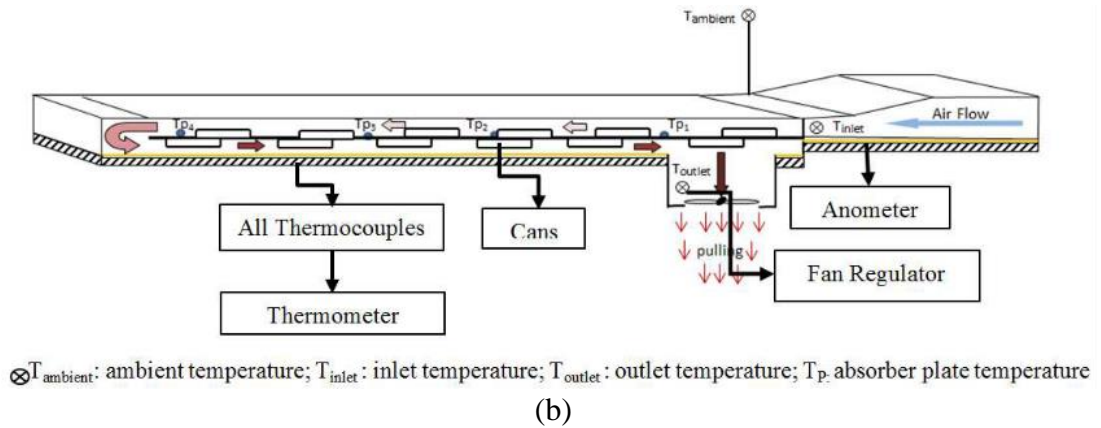 Tambient
Tp4
Tp3
Tp2
Tp1
Tinlet
Air Flow
Toutlet
All Thermocouples
Cans
Anometer
pulling
Fan Regulator
Thermometer
Tambient: ambient temperature; Tinlet : inlet temperature; Toutlet : outlet temperature; TP: absorber plate temperature
(b)